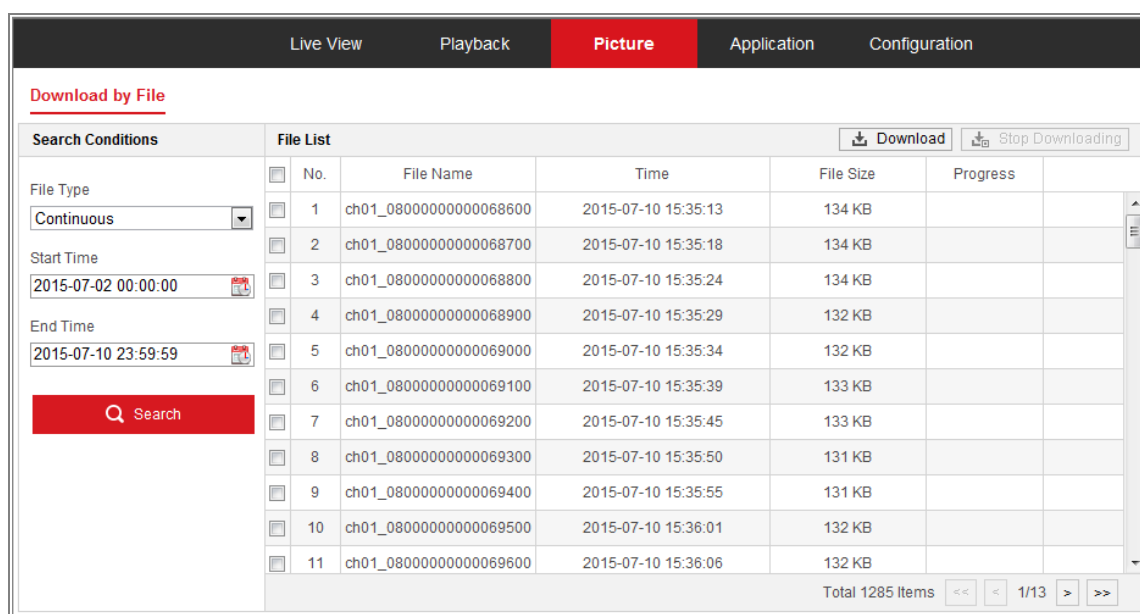 Live View Playback Picture Application Configuration
Download by File
Search Conditions
File Type
Continuous
Start Time
2015-07-02 00:00:00
End Time
2015-07-10 23:59:59
Search
File List Download Stop Downloading
No. File Name Time File Size Progress
1 ch01_08000000000068600 2015-07-10 15:35:13 134 KB
2 ch01_08000000000068700 2015-07-10 15:35:18 134 KB
3 ch01_08000000000068800 2015-07-10 15:35:24 134 KB
4 ch01_08000000000068900 2015-07-10 15:35:29 132 KB
5 ch01_08000000000069000 2015-07-10 15:35:34 132 KB
6 ch01_08000000000069100 2015-07-10 15:35:39 133 KB
7 ch01_08000000000069200 2015-07-10 15:35:45 133 KB
8 ch01_08000000000069300 2015-07-10 15:35:50 131 KB
9 ch01_08000000000069400 2015-07-10 15:35:55 131 KB
10 ch01_08000000000069500 2015-07-10 15:36:01 132 KB
11 ch01_08000000000069600 2015-07-10 15:36:06 132 KB
Total 1285 Items << < 1/13 > >>